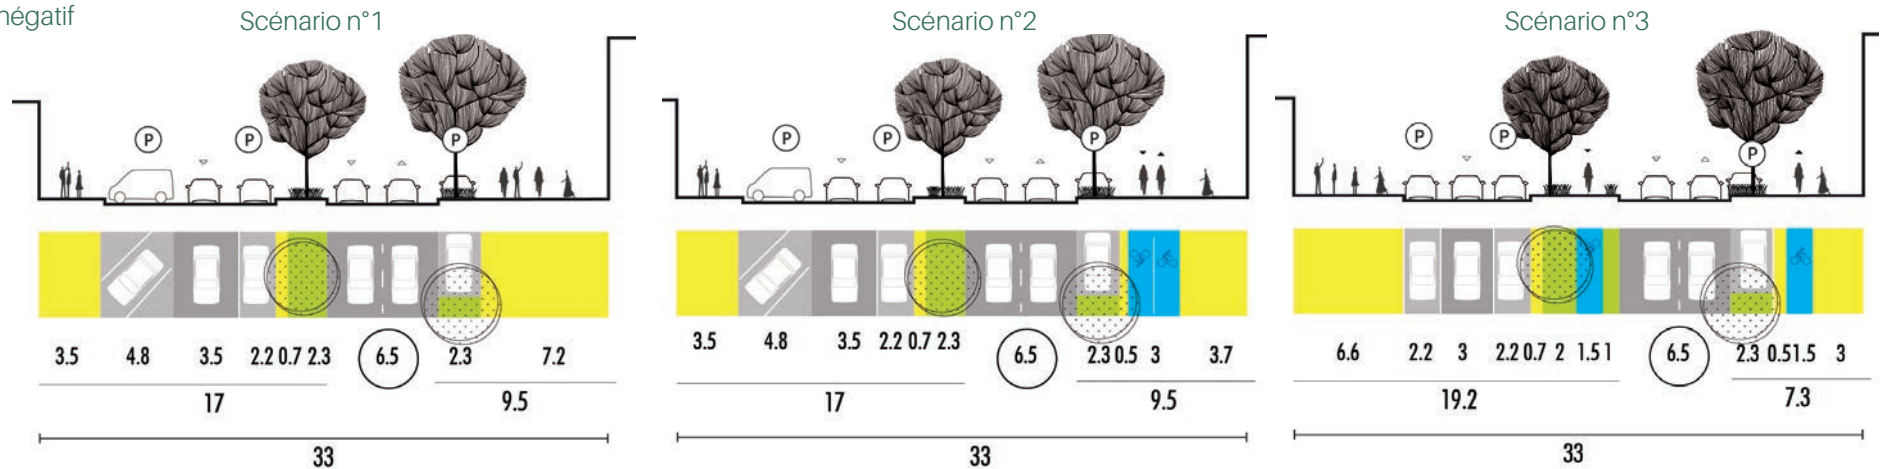 négatif
Scénario n°1
P
P
P
3.5 4.8 3.5 2.2 0.7 2.3 6.5 2.3 7.2
17 9.5
33
Scénario n°2
P
P
P
3.5 4.8 3.5 2.2 0.7 2.3 6.5 2.3 0.5 3 3.7
17 9.5
33
Scénario n°3
P
P
P
6.6 2.2 3 2.2 0.7 2 1.5 1 6.5 2.3 0.5 1.5 3
19.2 7.3
33